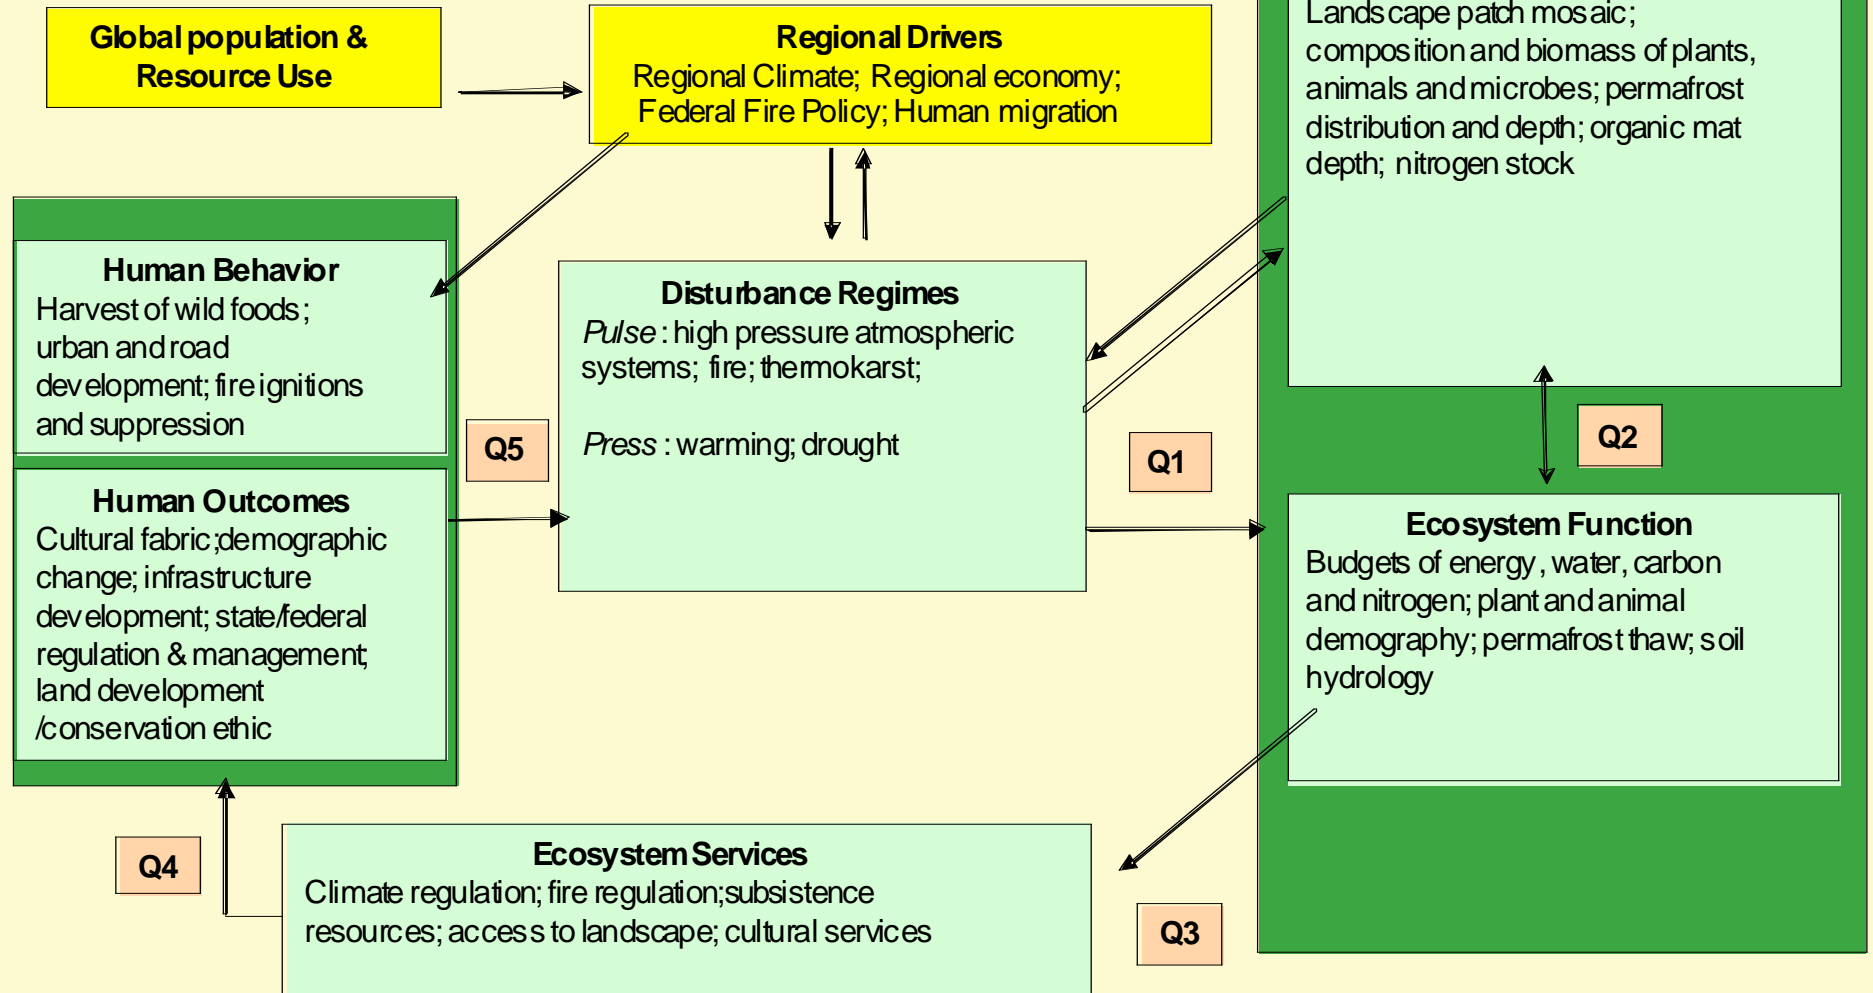 Global population &
Resource Use
Regional Drivers
Regional Climate; Regional economy;
Federal Fire Policy; Human migration
Landscape patch mosaic;
composition and biomass of plants,
animals and microbes; permafrost
distribution and depth; organic mat
depth; nitrogen stock
Human Behavior
Harvest of wild foods;
urban and road
development; fire ignitions
and suppression
Disturbance Regimes
Pulse: high pressure atmospheric
systems; fire; thermokarst;
Press: warming; drought
Q5
Q1
Q2
Human Outcomes
Cultural fabric; demographic
change; infrastructure
development; state/federal
regulation & management;
land development
/conservation ethic
Ecosystem Function
Budgets of energy, water, carbon
and nitrogen; plant and animal
demography; permafrost thaw; soil
hydrology
Q4
Ecosystem Services
Climate regulation; fire regulation; subsistence
resources; access to landscape; cultural services
Q3